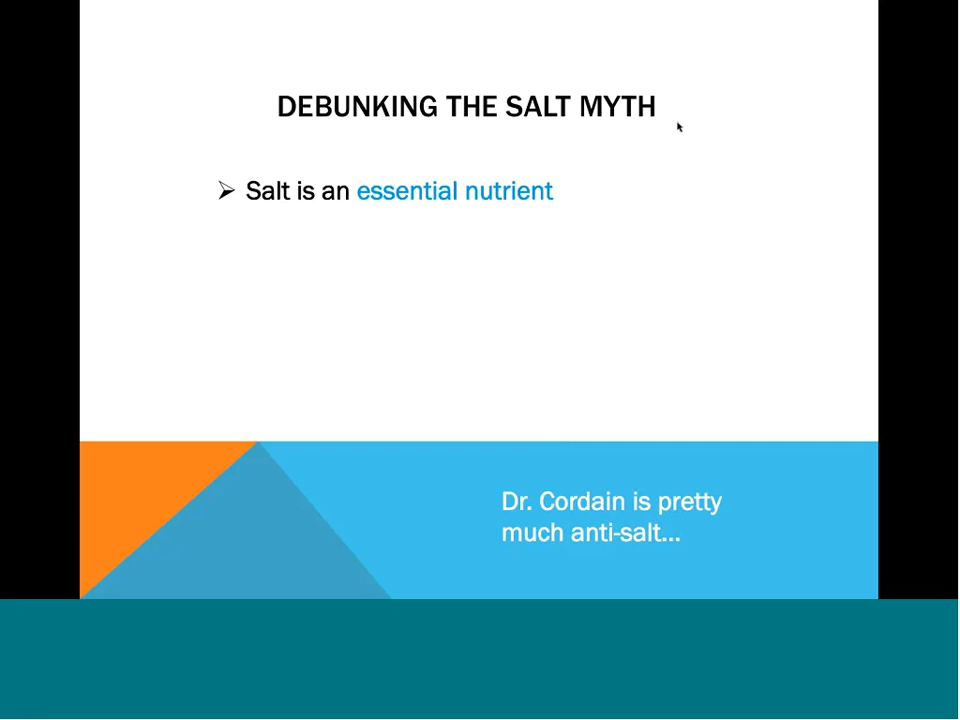 DEBUNKING THE SALT MYTH
Salt is an essential nutrient
Dr. Cordain is pretty
much anti-salt...